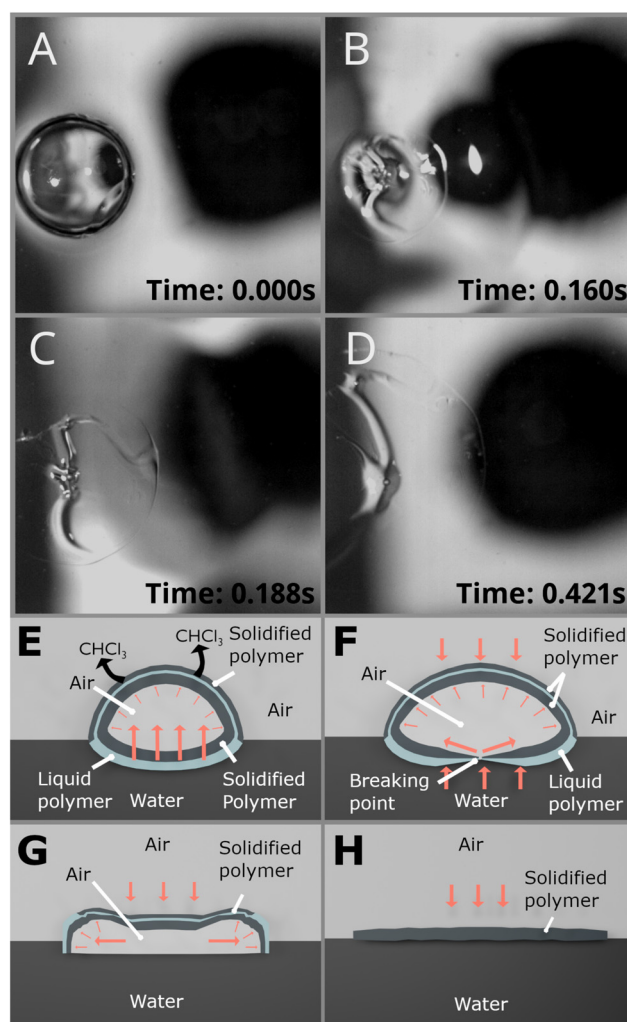 A
Time: 0.000s
B
Time: 0.160s
C
Time: 0.188s
D
Time: 0.421s
E
CHCl₃
CHCl₃
Solidified
polymer
Air
Air
Liquid
polymer
Water
Solidified
Polymer
F
Solidified
polymer
Air
Air
Breaking
point
Water
Liquid
polymer
G
Air
Air
Solidified
polymer
Water
H
Air
Solidified
polymer
Water